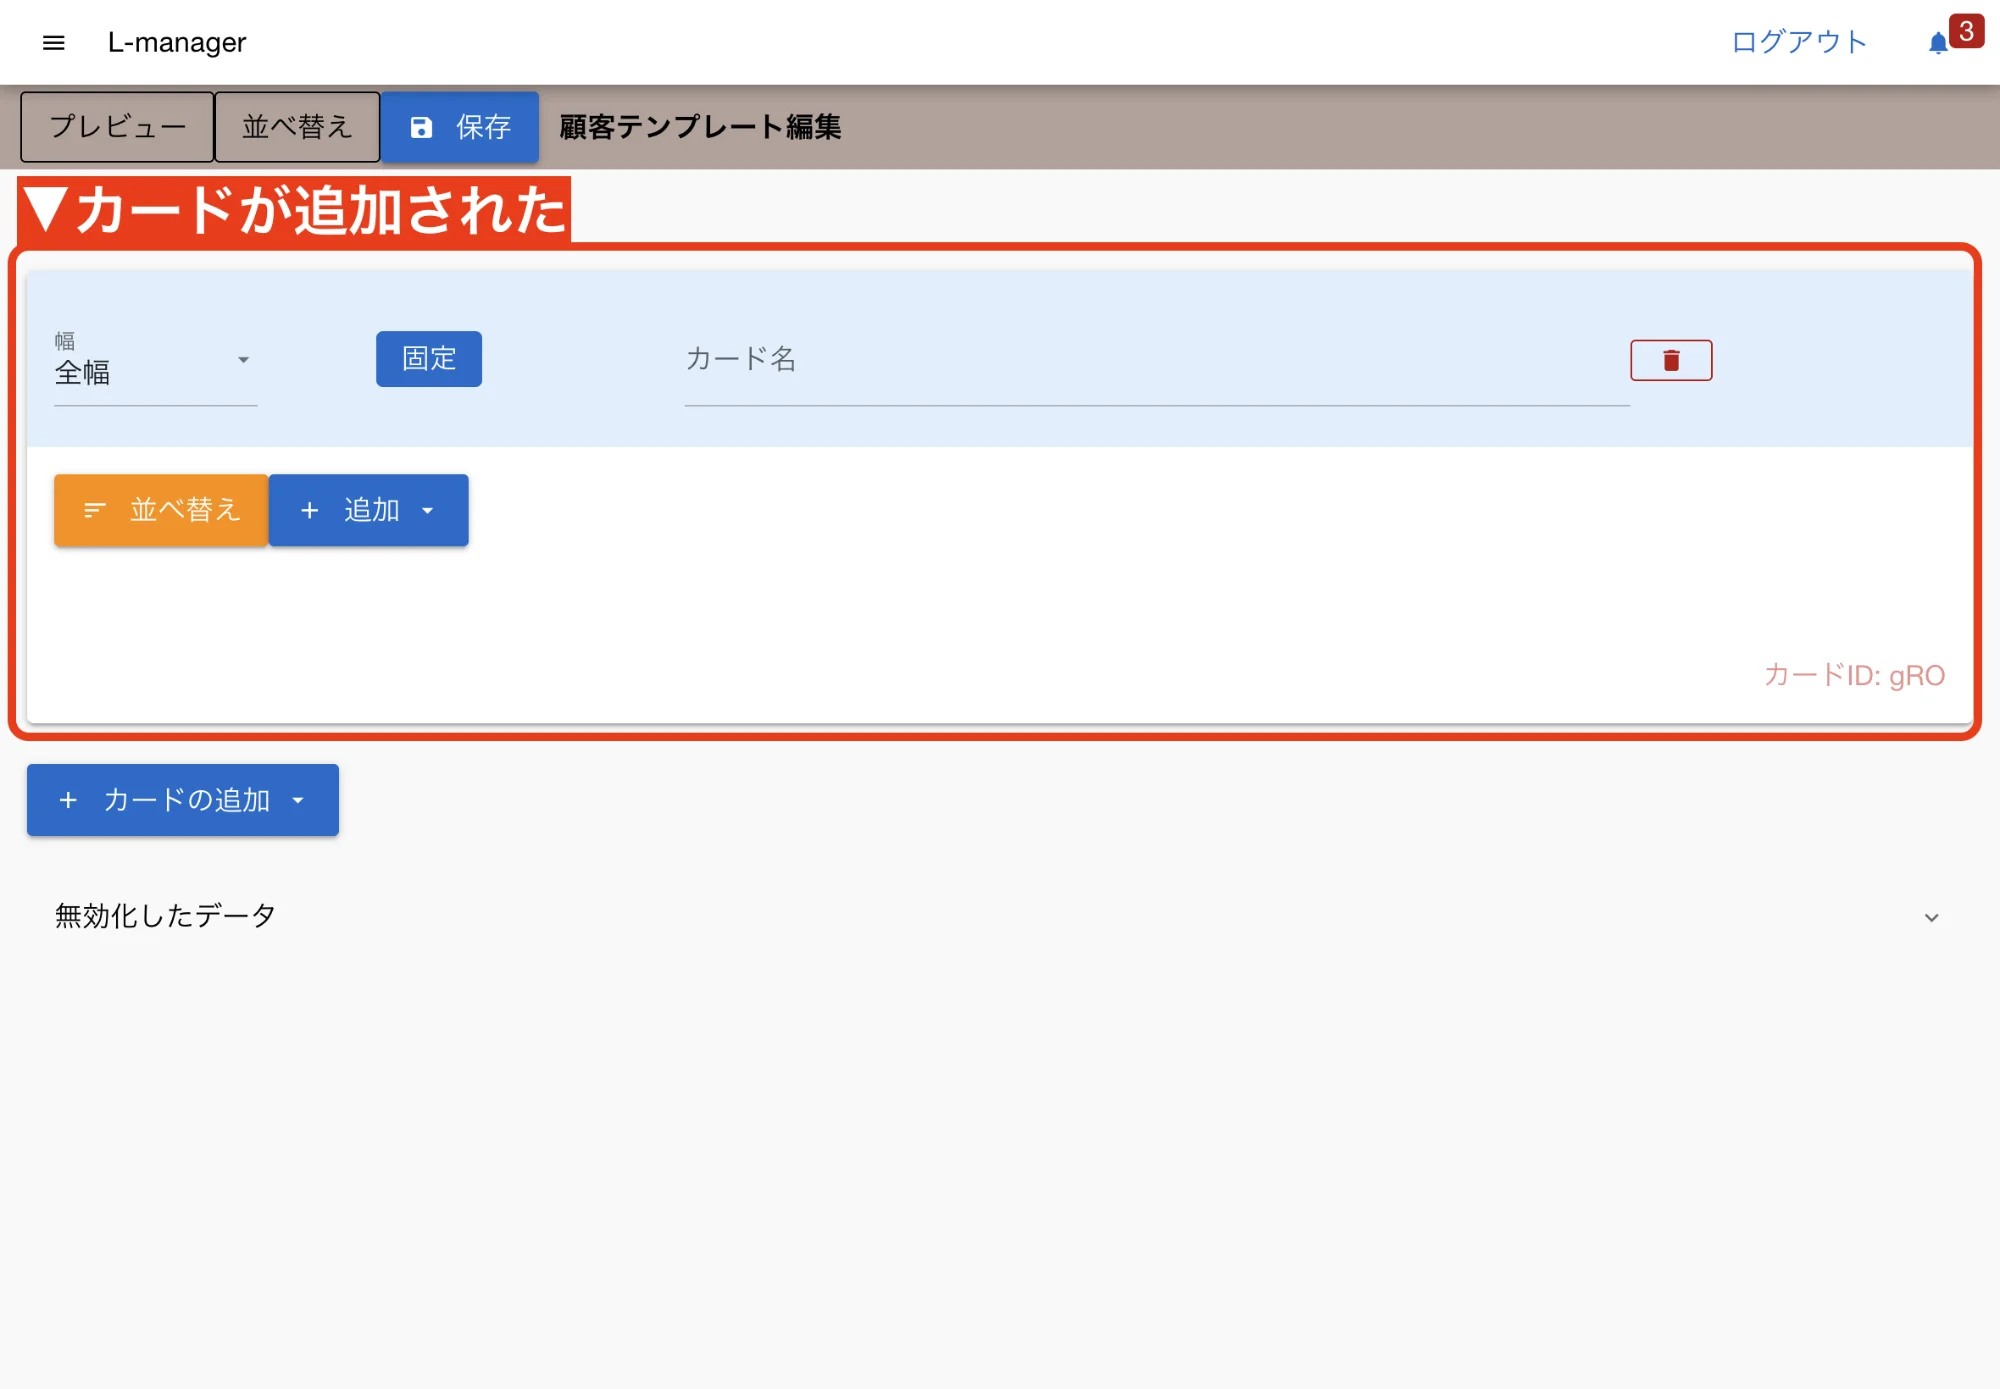 L-manager
ログアウト
3
プレビュー
並べ替え
保存
顧客テンプレート編集
▼カードが追加された
幅
全幅
固定
カード名
並べ替え
+ 追加
カードID: gRO
+ カードの追加
無効化したデータ